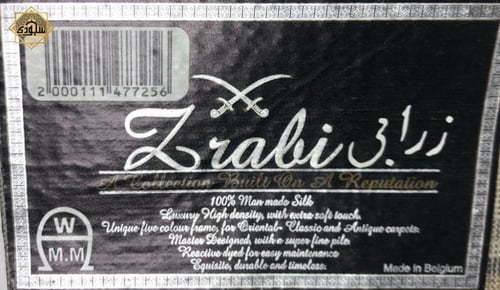 سلبودي
2 000111 477256
Zrabi زرابي
A Collection Built On A Reputation
100% Man made Silk
Luxury High density, with extra soft touch.
Unique five colour frame, for Oriental- Classic and Antique carpets.
Master Designed, with a super fine pile.
Reactive dyed for easy maintenance
Equisite, durable and timeless.
W
M.M
Made in Belgium